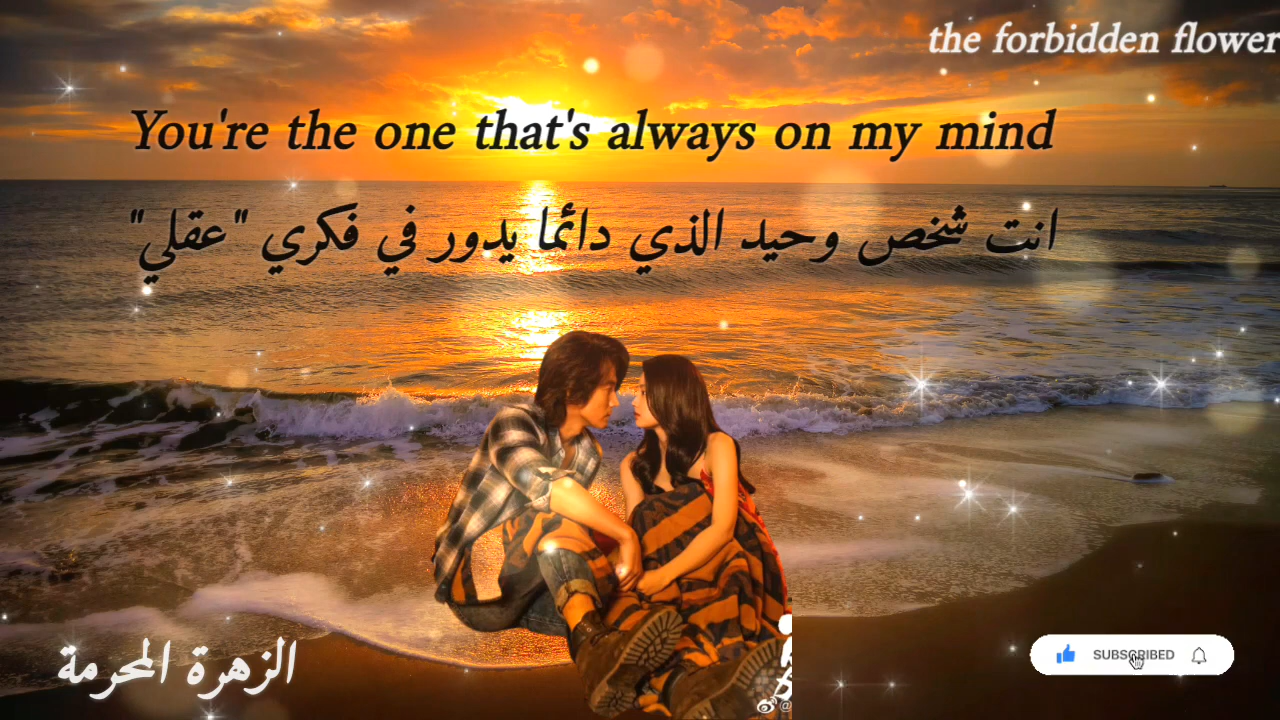 the forbidden flower
You're the one that's always on my mind
انت شخص وحيد الذي دائما يدور في فكري "عقلي"
الزهرة المحرمة
SUBSCRIBED